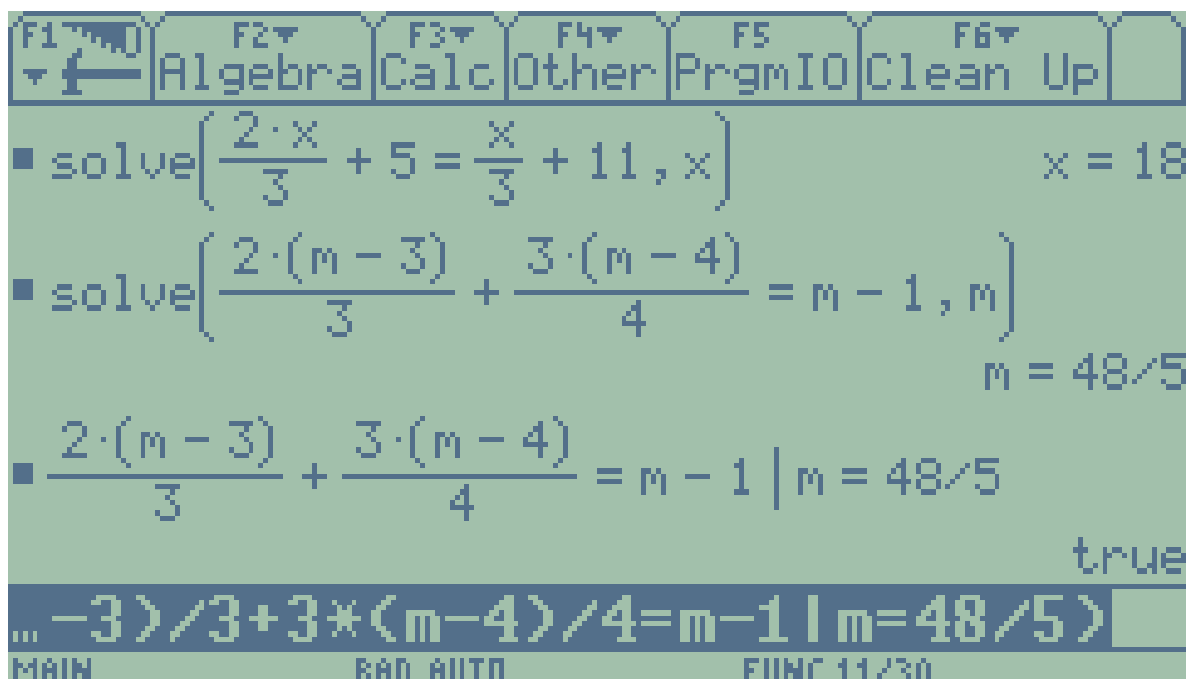 F1 F2 F3 F4 F5 F6
Algebra Calc Other PrgmIO Clean Up
solve(2·x/3 + 5 = x/3 + 11, x) x = 18
solve(2·(m − 3)/3 + 3·(m − 4)/4 = m − 1, m)
m = 48/5
2·(m − 3)/3 + 3·(m − 4)/4 = m − 1 | m = 48/5
true
…-3)/3+3*(m-4)/4=m-1|m=48/5)
MAIN RAD AUTO FUNC 11/30